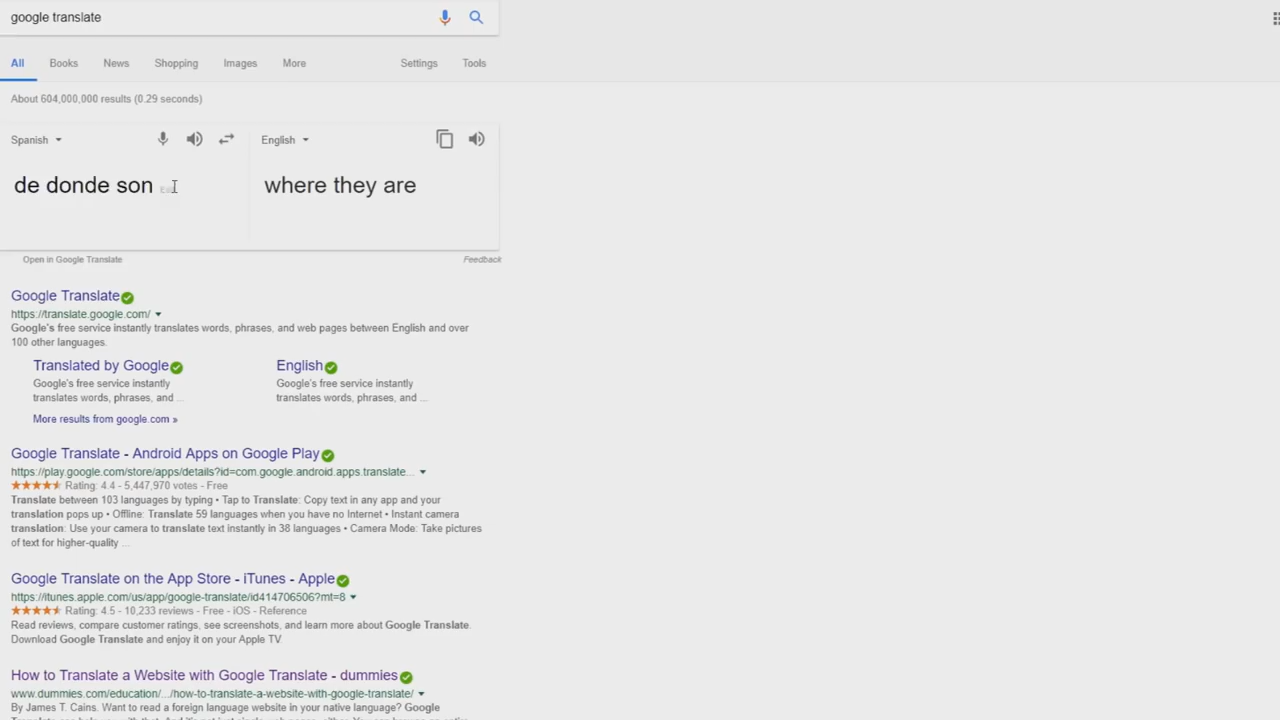 google translate
All Books News Shopping Images More Settings Tools
About 604,000,000 results (0.29 seconds)
Spanish English
de donde son where they are
Open in Google Translate Feedback
Google Translate
https://translate.google.com/
Google's free service instantly translates words, phrases, and web pages between English and over
100 other languages.
Translated by Google English
Google's free service instantly Google's free service instantly
translates words, phrases, and ... translates words, phrases, and ...
More results from google.com »
Google Translate - Android Apps on Google Play
https://play.google.com/store/apps/details?id=com.google.android.apps.translate...
Rating: 4.4 - 5,447,970 votes - Free
Translate between 103 languages by typing • Tap to Translate: Copy text in any app and your
translation pops up • Offline: Translate 59 languages when you have no Internet • Instant camera
translation: Use your camera to translate text instantly in 38 languages • Camera Mode: Take pictures
of text for higher-quality ...
Google Translate on the App Store - iTunes - Apple
https://itunes.apple.com/us/app/google-translate/id414706506?mt=8
Rating: 4.5 - 10,233 reviews - Free - iOS - Reference
Read reviews, compare customer ratings, see screenshots, and learn more about Google Translate.
Download Google Translate and enjoy it on your Apple TV.
How to Translate a Website with Google Translate - dummies
www.dummies.com/education/.../how-to-translate-a-website-with-google-translate/
By James T. Cains. Want to read a foreign language website in your native language? Google